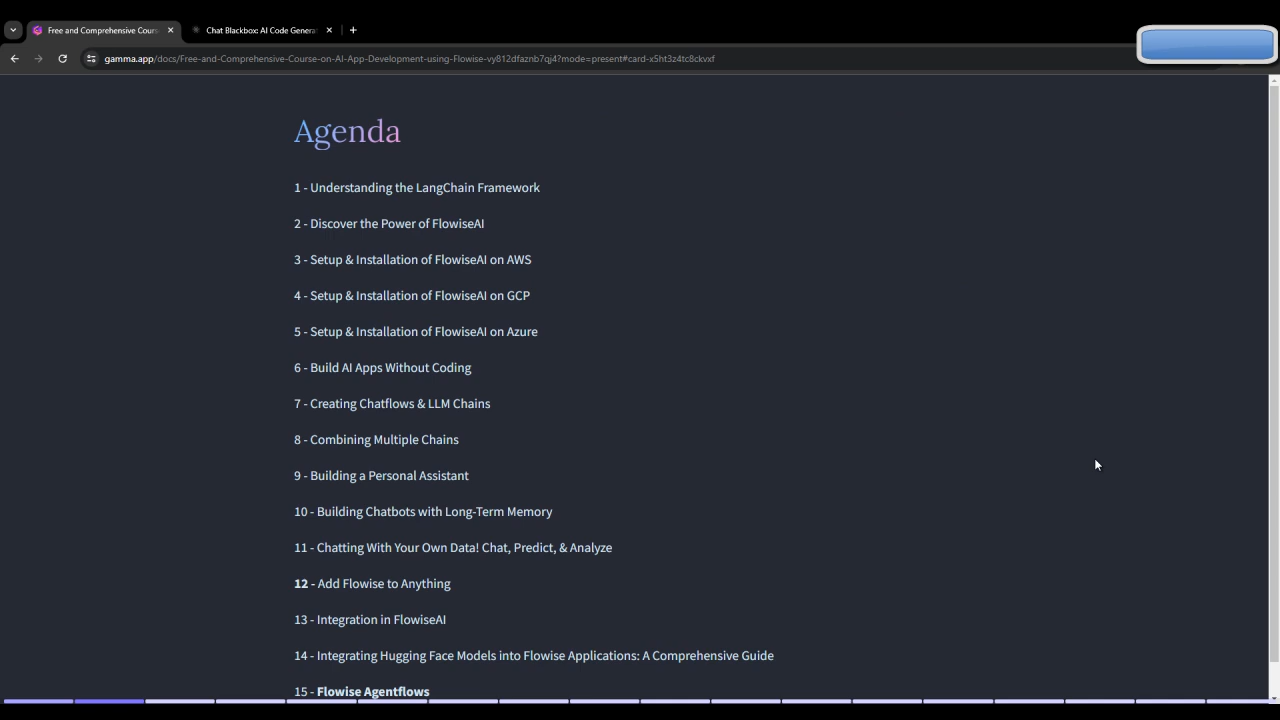 Free and Comprehensive Cours
Chat Blackbox: AI Code Genera
gamma.app/docs/Free-and-Comprehensive-Course-on-AI-App-Development-using-Flowise-vy812dfaznb7qj4?mode=present#card-x5ht3z4tc8ckvxf
Agenda
1 - Understanding the LangChain Framework
2 - Discover the Power of FlowiseAI
3 - Setup & Installation of FlowiseAI on AWS
4 - Setup & Installation of FlowiseAI on GCP
5 - Setup & Installation of FlowiseAI on Azure
6 - Build AI Apps Without Coding
7 - Creating Chatflows & LLM Chains
8 - Combining Multiple Chains
9 - Building a Personal Assistant
10 - Building Chatbots with Long-Term Memory
11 - Chatting With Your Own Data! Chat, Predict, & Analyze
12 - Add Flowise to Anything
13 - Integration in FlowiseAI
14 - Integrating Hugging Face Models into Flowise Applications: A Comprehensive Guide
15 - Flowise Agentflows